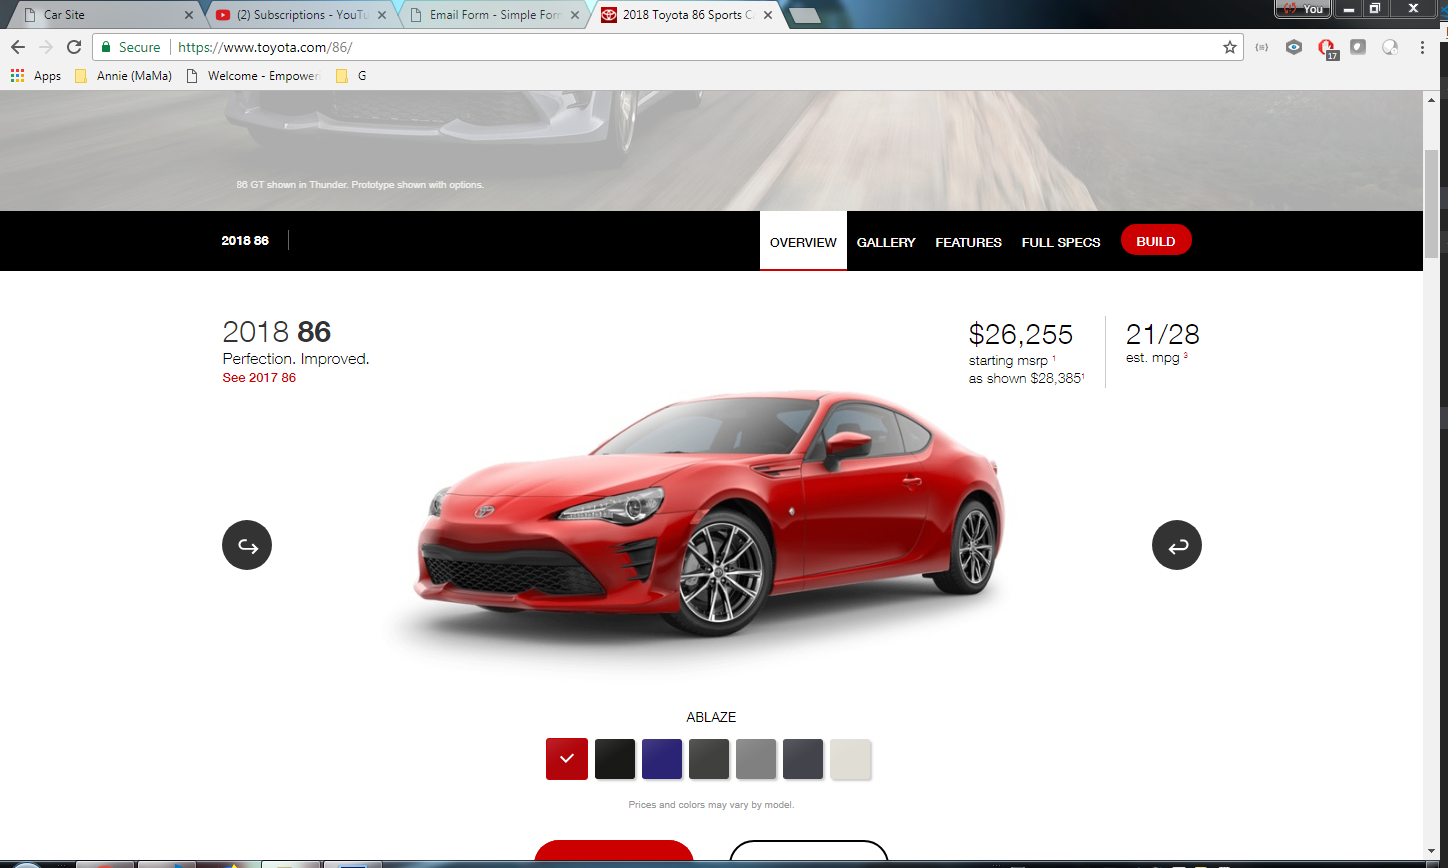 Car Site
(2) Subscriptions - YouTu
Email Form - Simple Form
2018 Toyota 86 Sports Ca
You
Secure
https://www.toyota.com/86/
17
Apps
Annie (MaMa)
Welcome - Empower
G
86 GT shown in Thunder. Prototype shown with options.
2018 86
OVERVIEW
GALLERY
FEATURES
FULL SPECS
BUILD
2018 86
Perfection. Improved.
See 2017 86
$26,255
starting msrp 1
as shown $28,385¹
21/28
est. mpg 3
ABLAZE
Prices and colors may vary by model.